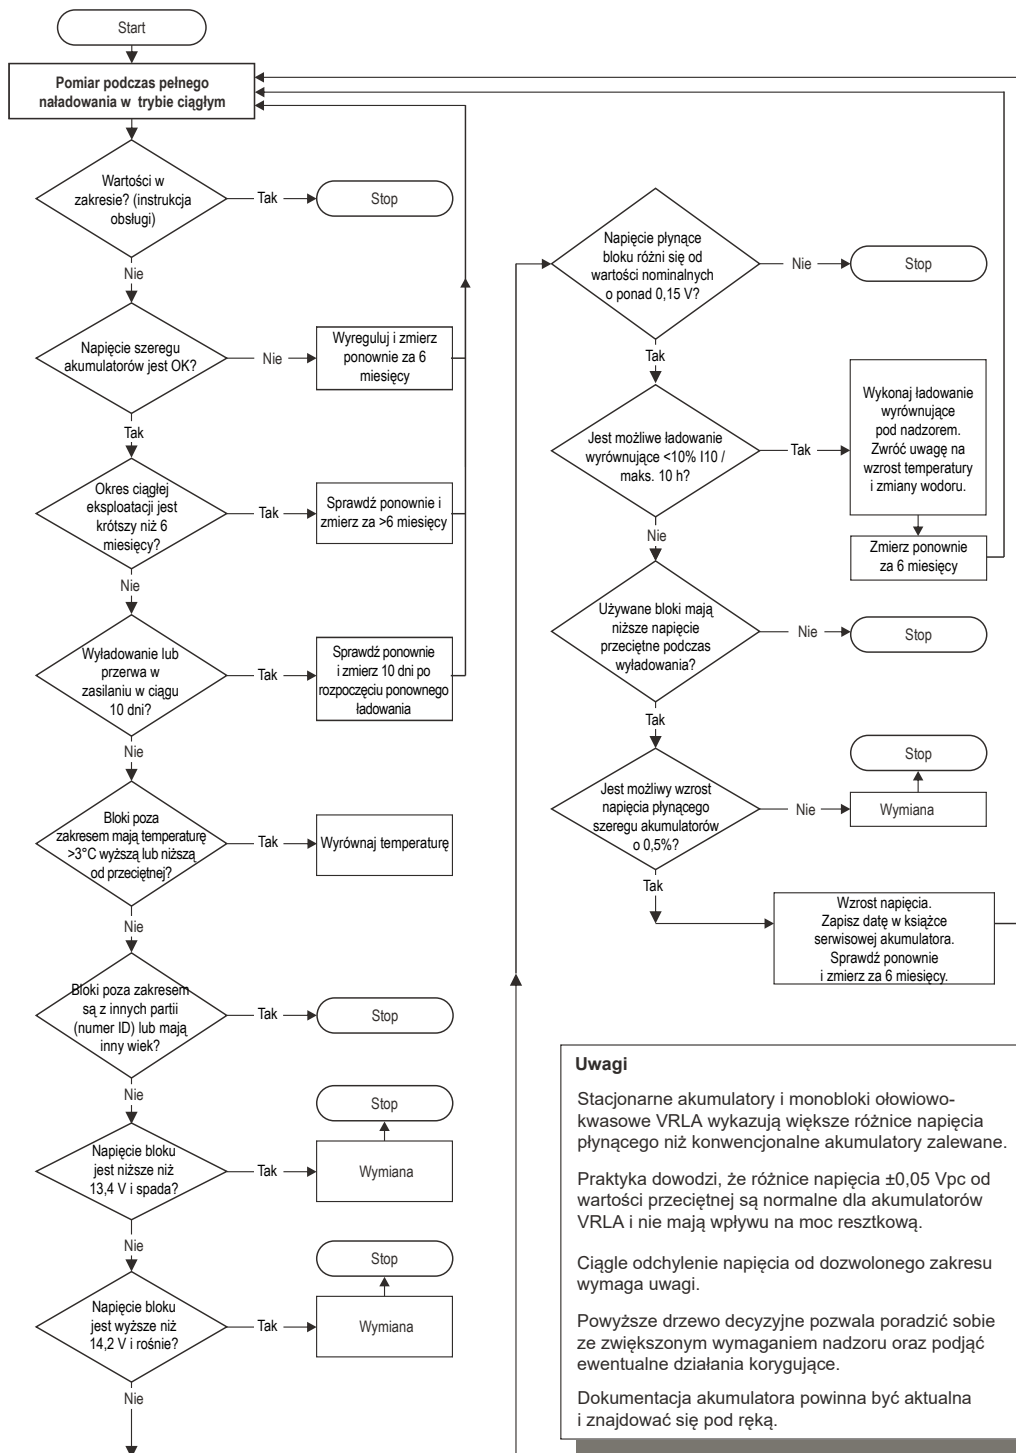 Start
Pomiar podczas pełnego
naładowania w trybie ciągłym
Wartości w
zakresie? (instrukcja
obsługi)
Tak
Stop
Nie
Napięcie szeregu
akumulatorów jest OK?
Nie
Wyreguluj i zmierz
ponownie za 6
miesięcy
Tak
Okres ciągłej
eksploatacji jest
krótszy niż 6
miesięcy?
Tak
Sprawdź ponownie i
zmierz za >6 miesięcy
Nie
Wyładowanie lub
przerwa w
zasilaniu w ciągu
10 dni?
Tak
Sprawdź ponownie
i zmierz 10 dni po
rozpoczęciu ponownego
ładowania
Nie
Bloki poza
zakresem mają temperaturę
>3°C wyższą lub niższą
od przeciętnej?
Tak
Wyrównaj temperaturę
Nie
Bloki poza zakresem
są z innych partii
(numer ID) lub mają
inny wiek?
Tak
Stop
Nie
Napięcie bloku
jest niższe niż
13,4 V i spada?
Tak
Wymiana
Stop
Nie
Napięcie bloku
jest wyższe niż
14,2 V i rośnie?
Tak
Wymiana
Stop
Nie
Napięcie płynące
bloku różni się od
wartości nominalnych
o ponad 0,15 V?
Nie
Stop
Tak
Jest możliwe ładowanie
wyrównujące <10% I10 /
maks. 10 h?
Tak
Wykonaj ładowanie
wyrównujące
pod nadzorem.
Zwróć uwagę na
wzrost temperatury
i zmiany wodoru.
Zmierz ponownie
za 6 miesięcy
Nie
Używane bloki mają
niższe napięcie
przeciętne podczas
wyładowania?
Nie
Stop
Tak
Jest możliwy wzrost
napięcia płynącego
szeregu akumulatorów
o 0,5%?
Nie
Wymiana
Stop
Tak
Wzrost napięcia.
Zapisz datę w książce
serwisowej akumulatora.
Sprawdź ponownie
i zmierz za 6 miesięcy.
Uwagi
Stacjonarne akumulatory i monobloki ołowiowo-
kwasowe VRLA wykazują większe różnice napięcia
płynącego niż konwencjonalne akumulatory zalewane.
Praktyka dowodzi, że różnice napięcia ±0,05 Vpc od
wartości przeciętnej są normalne dla akumulatorów
VRLA i nie mają wpływu na moc resztkową.
Ciągłe odchylenie napięcia od dozwolonego zakresu
wymaga uwagi.
Powyższe drzewo decyzyjne pozwala poradzić sobie
ze zwiększonym wymaganiem nadzoru oraz podjąć
ewentualne działania korygujące.
Dokumentacja akumulatora powinna być aktualna
i znajdować się pod ręką.